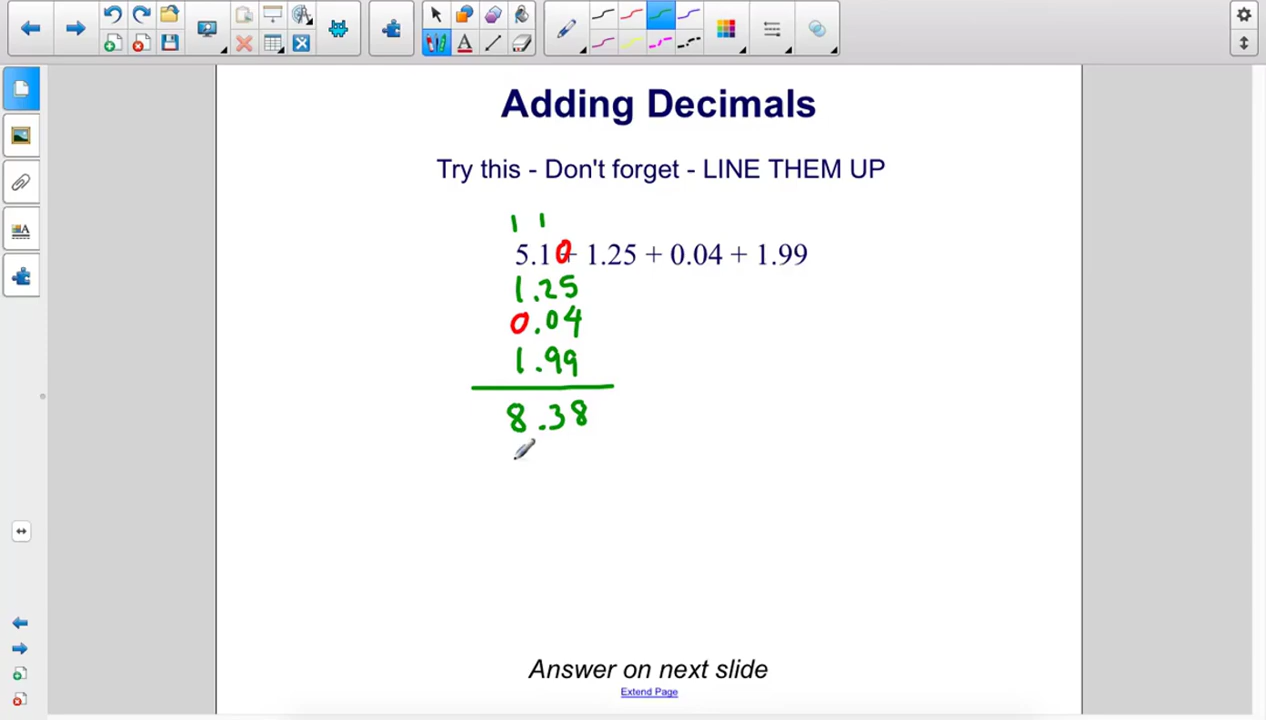 Adding Decimals
Try this - Don't forget - LINE THEM UP
1 1
5.10 + 1.25 + 0.04 + 1.99
1.25
0.04
1.99
8.38
Answer on next slide
Extend Page